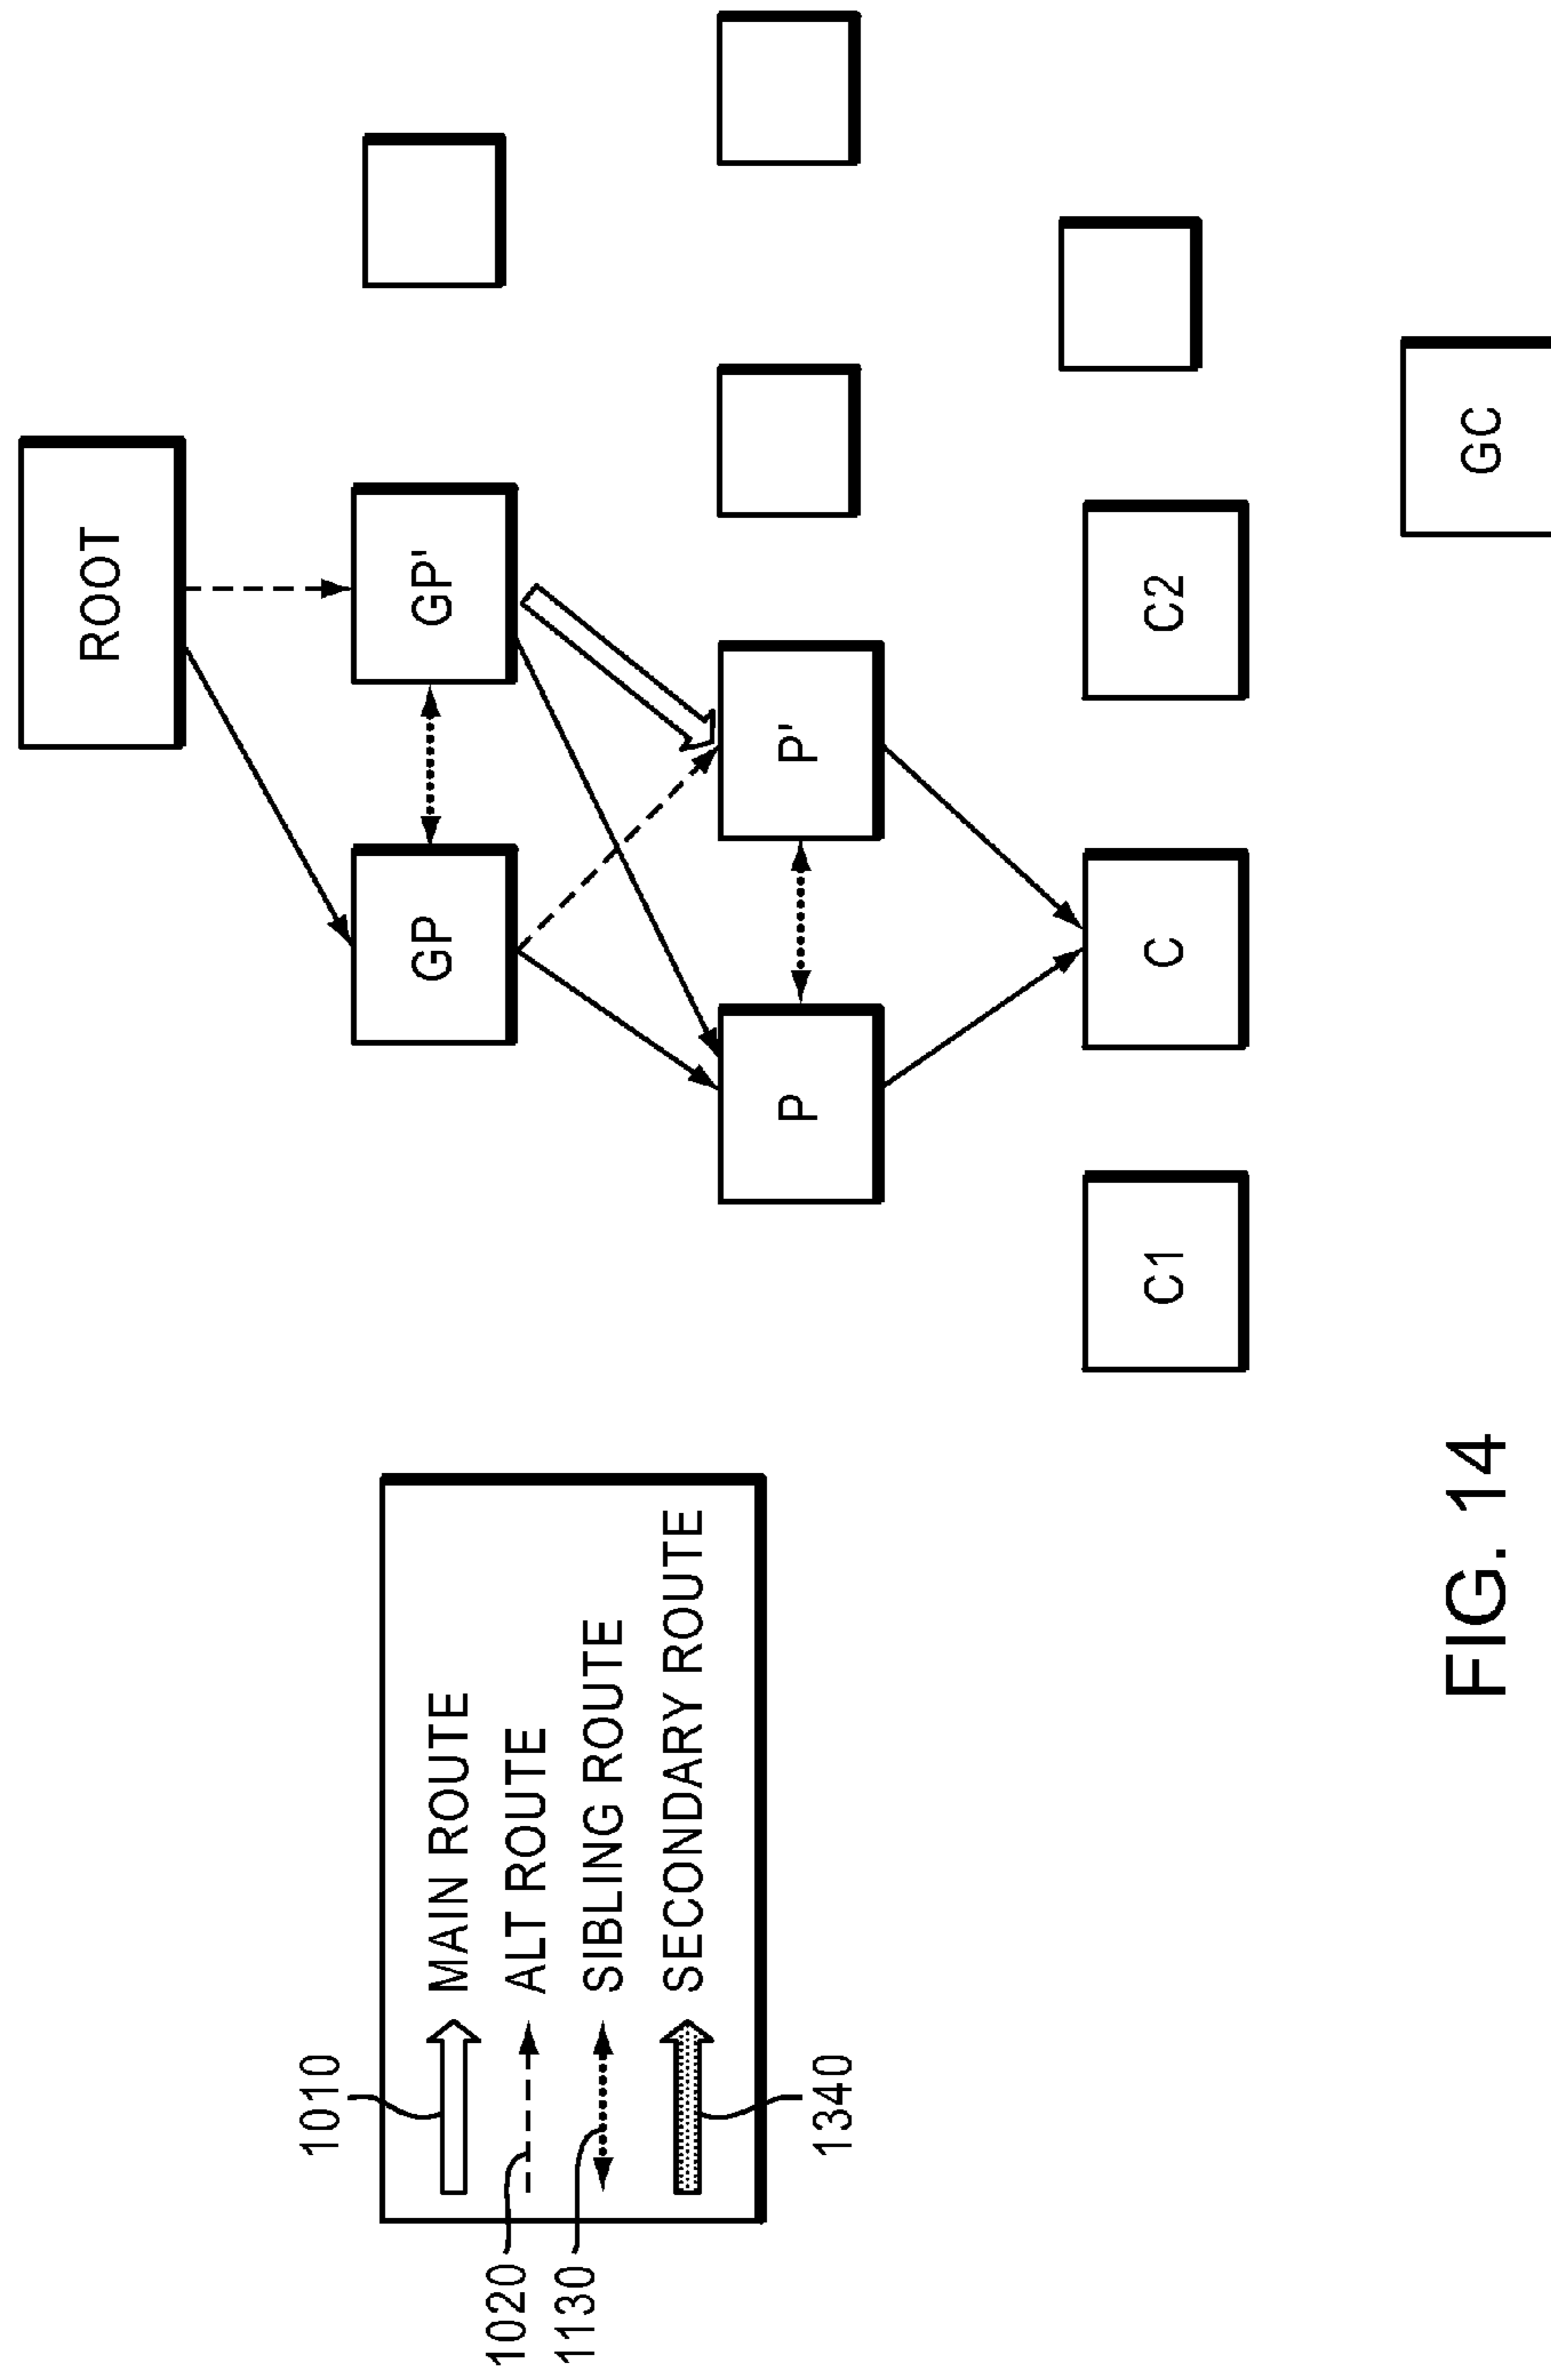 1010
1020
1130
1340
MAIN ROUTE
ALT ROUTE
SIBLING ROUTE
SECONDARY ROUTE
ROOT
GP
GP'
P
P'
C1
C
C2
GC
FIG. 14